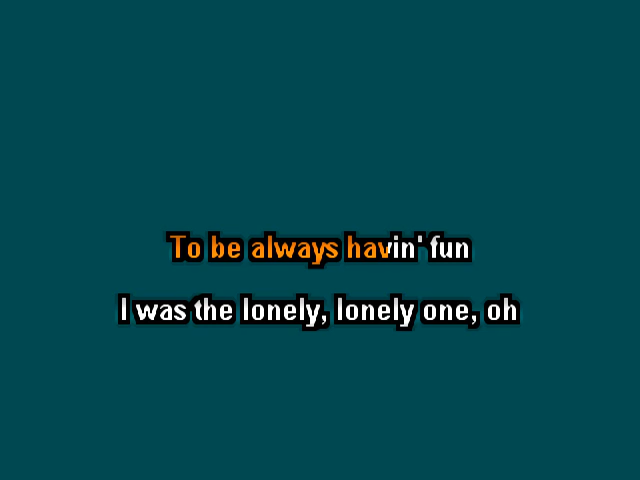 To be always havin' fun
I was the lonely, lonely one, oh